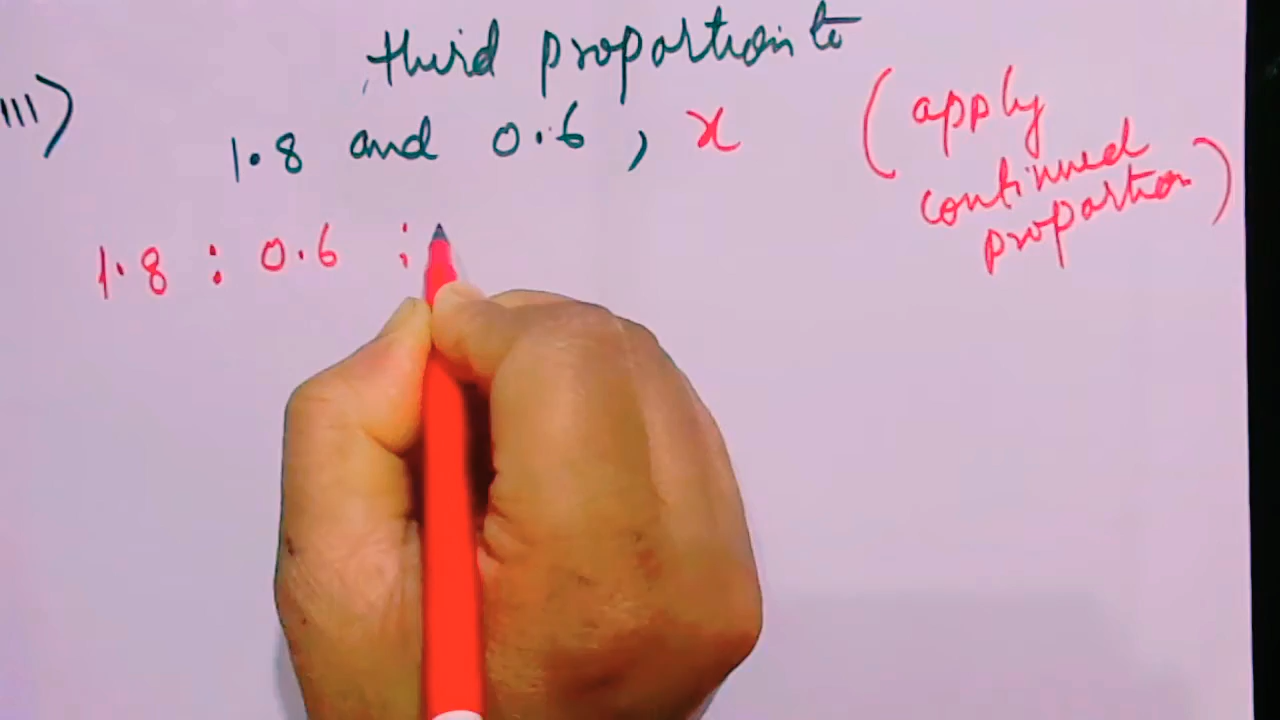 third proportion to
III) 1.8 and 0.6 , x
(apply
continued
proportion)
1.8 : 0.6 :